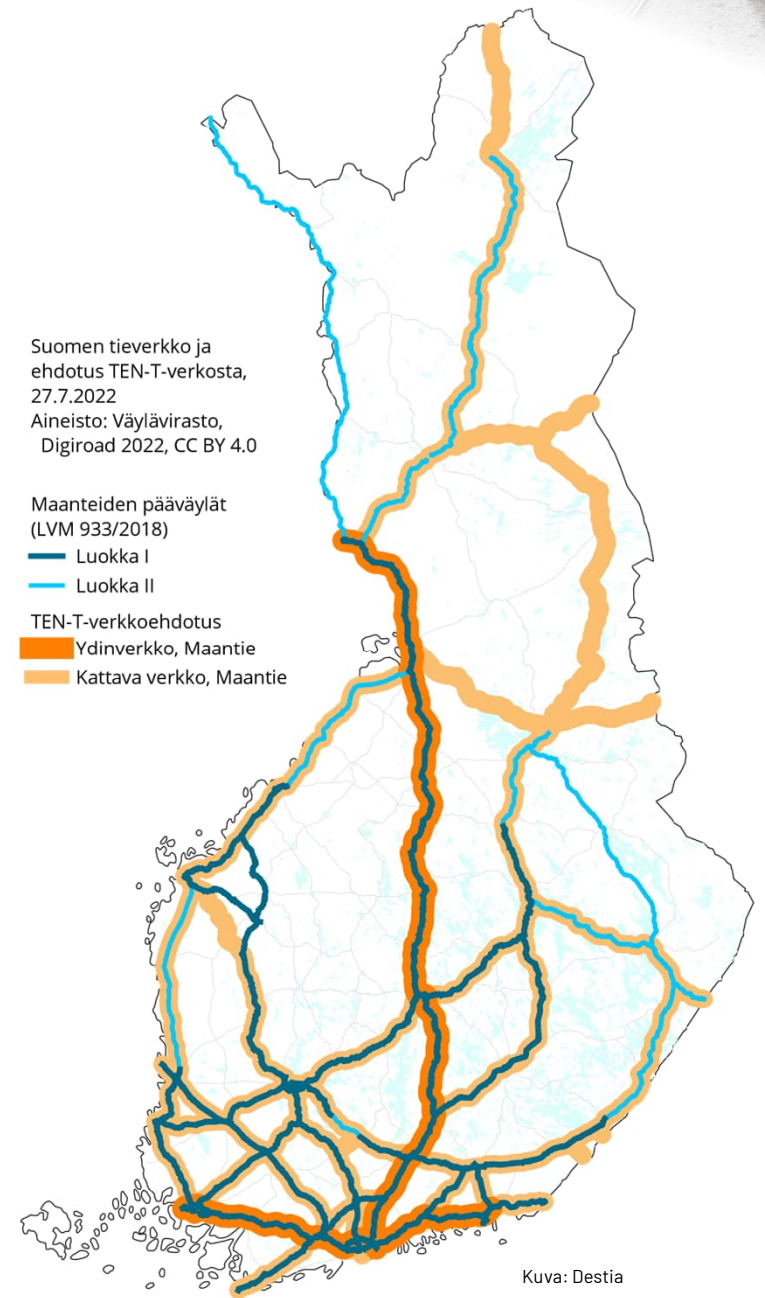 Suomen tieverkko ja
ehdotus TEN-T-verkosta,
27.7.2022
Aineisto: Väylävirasto,
Digiroad 2022, CC BY 4.0
Maanteiden pääväylät
(LVM 933/2018)
Luokka I
Luokka II
TEN-T-verkkoehdotus
Ydinverkko, Maantie
Kattava verkko, Maantie
Kuva: Destia